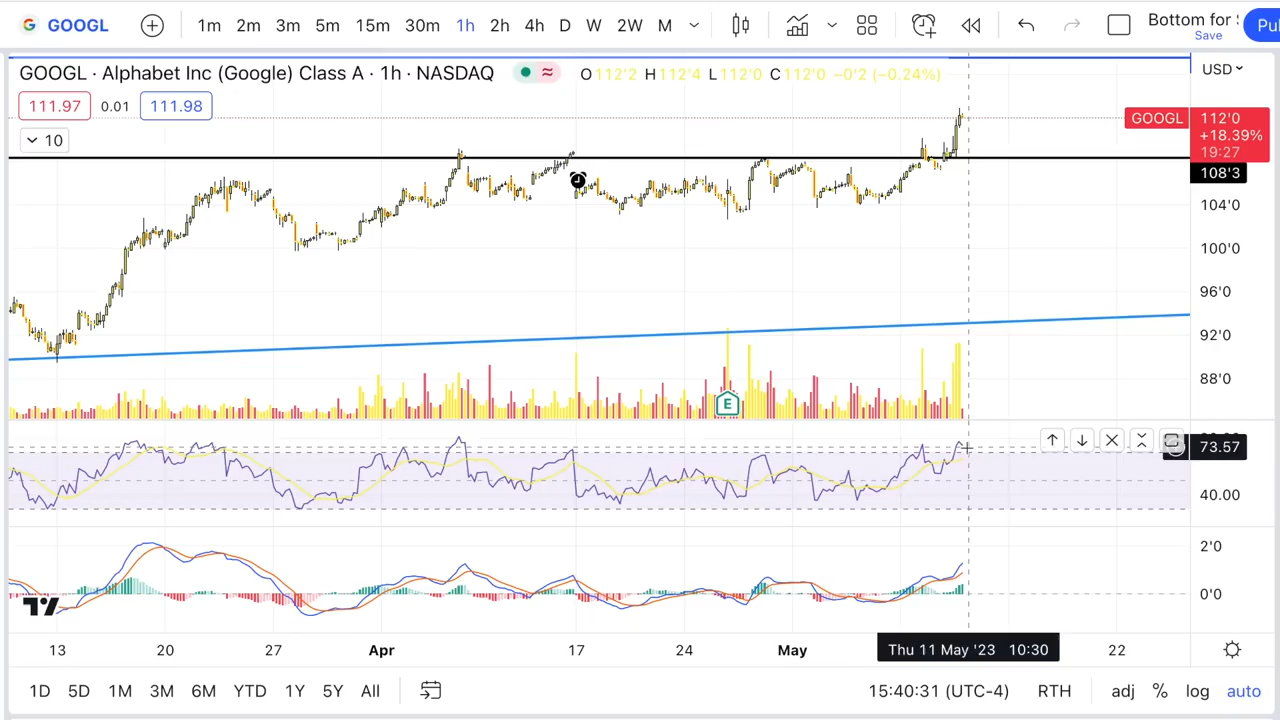 GOOGL 1m 2m 3m 5m 15m 30m 1h 2h 4h D W 2W M Bottom for
Save
GOOGL · Alphabet Inc (Google) Class A · 1h · NASDAQ O112'2 H112'4 L112'0 C112'0 −0'2 (−0.24%) USD
111.97 0.01 111.98
GOOGL 112'0
+18.39%
19:27
10
108'3
104'0
100'0
96'0
92'0
88'0
E
73.57
40.00
2'0
0'0
13 20 27 Apr 17 24 May Thu 11 May '23 10:30 22
1D 5D 1M 3M 6M YTD 1Y 5Y All 15:40:31 (UTC-4) RTH adj % log auto